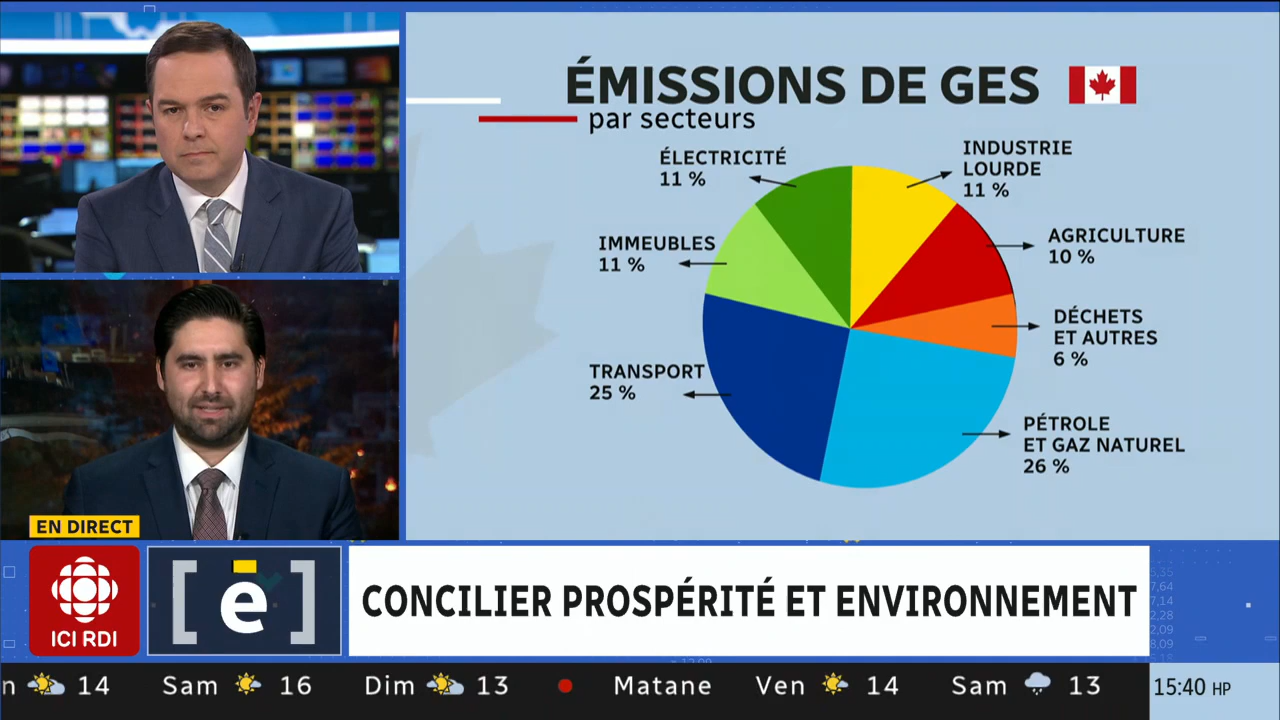 ÉMISSIONS DE GES
par secteurs
ÉLECTRICITÉ
11 %
INDUSTRIE
LOURDE
11 %
IMMEUBLES
11 %
AGRICULTURE
10 %
DÉCHETS
ET AUTRES
6 %
TRANSPORT
25 %
PÉTROLE
ET GAZ NATUREL
26 %
EN DIRECT
ICI RDI
[é]
CONCILIER PROSPÉRITÉ ET ENVIRONNEMENT
n 14 Sam 16 Dim 13 Matane Ven 14 Sam 13
15:40 HP